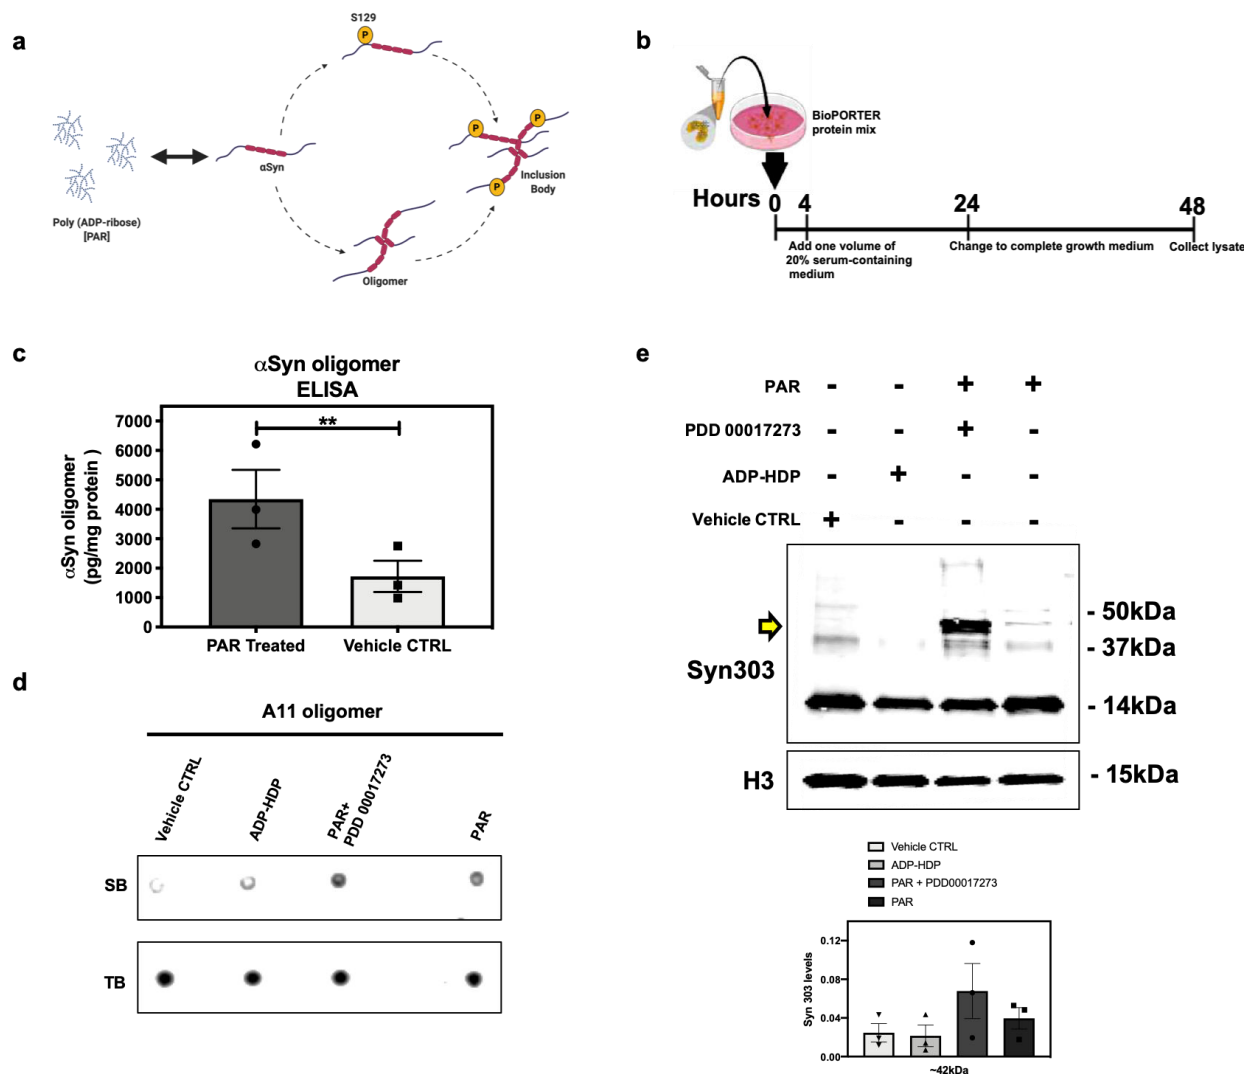 a
S129
P
P
P
P
αSyn
Inclusion
Body
Poly (ADP-ribose)
[PAR]
Oligomer
b
BioPORTER
protein mix
Hours 0 4 24 48
Add one volume of
20% serum-containing
medium
Change to complete growth medium
Collect lysate
c
αSyn oligomer
ELISA
**
αSyn oligomer
(pg/mg protein )
7000
6000
5000
4000
3000
2000
1000
0
PAR Treated
Vehicle CTRL
d
A11 oligomer
Vehicle CTRL
ADP-HDP
PAR+
PDD 00017273
PAR
SB
TB
e
PAR - - + +
PDD 00017273 - - + -
ADP-HDP - + - -
Vehicle CTRL + - - -
Syn303
- 50kDa
- 37kDa
- 14kDa
H3
- 15kDa
Vehicle CTRL
ADP-HDP
PAR + PDD00017273
PAR
Syn 303 levels
0.12
0.08
0.04
0.00
~42kDa